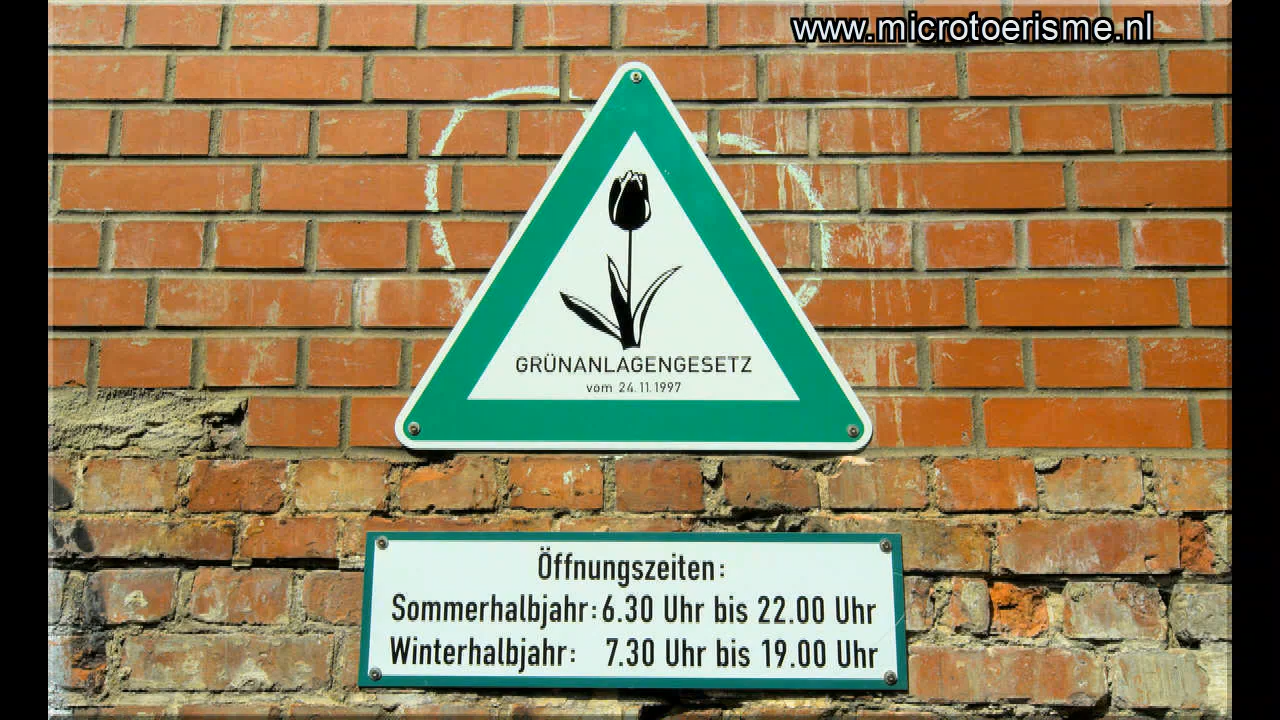 www.microtoerisme.nl
GRÜNANLAGENGESETZ
vom 24.11.1997
Öffnungszeiten:
Sommerhalbjahr: 6.30 Uhr bis 22.00 Uhr
Winterhalbjahr: 7.30 Uhr bis 19.00 Uhr